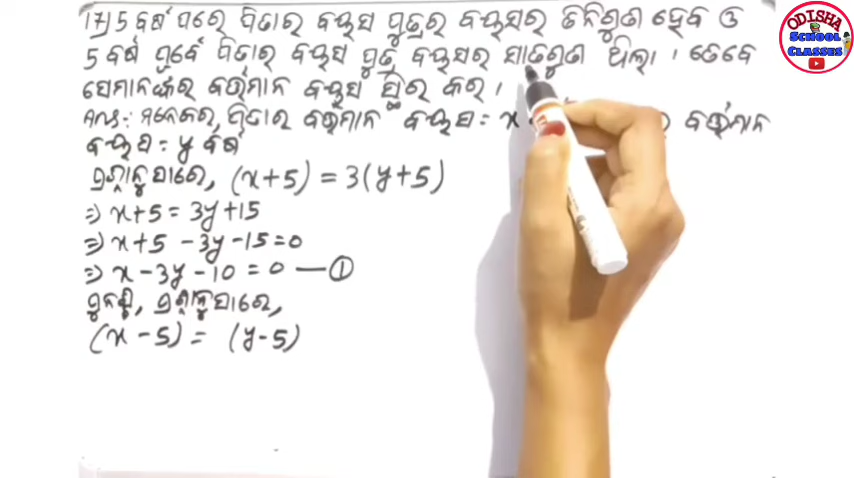 17) 5 ବର୍ଷ ପରେ ପିତାର ବୟସ ପୁତ୍ରର ବୟସର ତିନିଗୁଣ ହେବ ଓ
5 ବର୍ଷ ପୂର୍ବେ ପିତାର ବୟସ ପୁତ୍ର ବୟସର ସାତଗୁଣ ଥିଲା । ତେବେ
ସେମାନଙ୍କର ବର୍ତ୍ତମାନ ବୟସ ସ୍ଥିର କର ।
Ans:- ମନେକର, ପିତାର ବର୍ତ୍ତମାନ ବୟସ = x ବର୍ତ୍ତମାନ
ବୟସ = y ବର୍ଷ
ପ୍ରଶ୍ନାନୁସାରେ, (x+5) = 3(y+5)
=) x+5 = 3y+15
=) x+5 -3y-15=0
=) x-3y-10 = 0 — ①
ପୁନଶ୍ଚ, ପ୍ରଶ୍ନାନୁସାରେ,
(x-5) = (y-5)
ODISHA
School
CLASSES